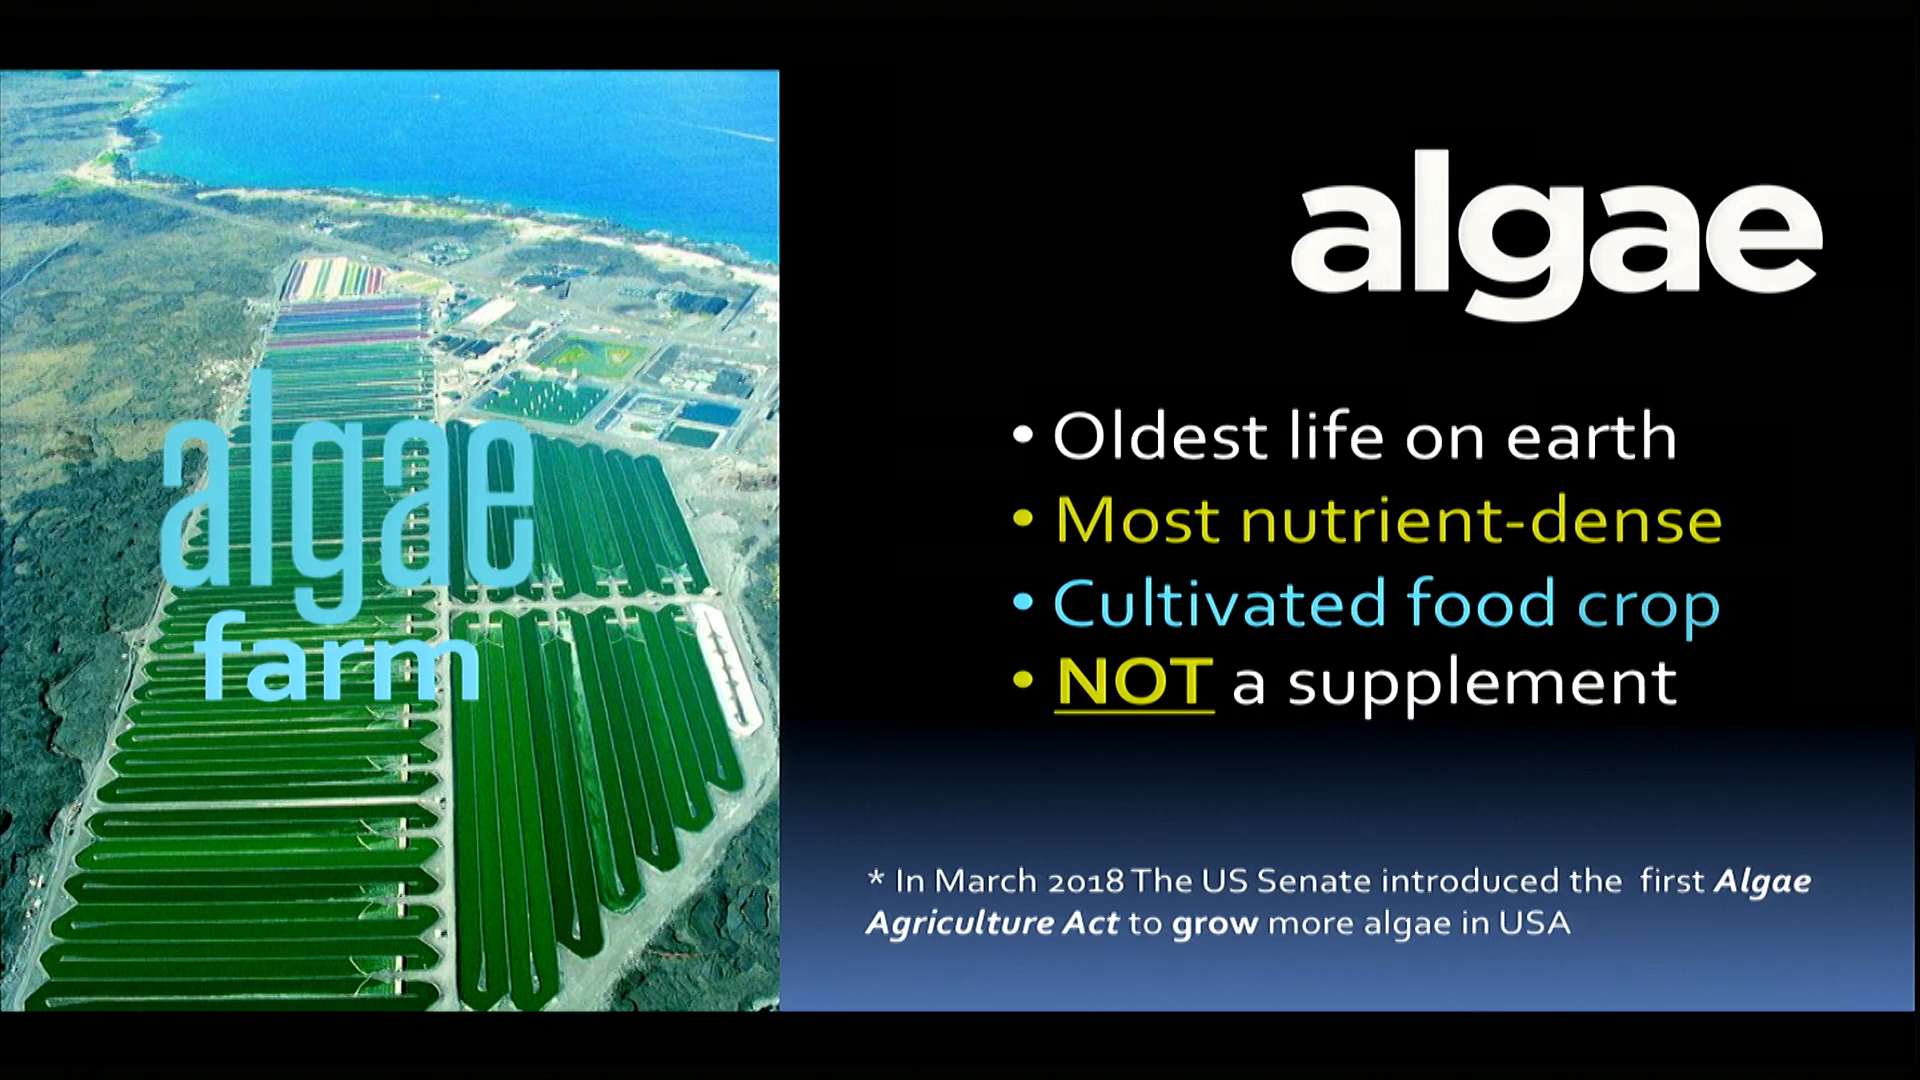 algae
farm
algae
• Oldest life on earth
• Most nutrient-dense
• Cultivated food crop
• NOT a supplement
* In March 2018 The US Senate introduced the first Algae
Agriculture Act to grow more algae in USA